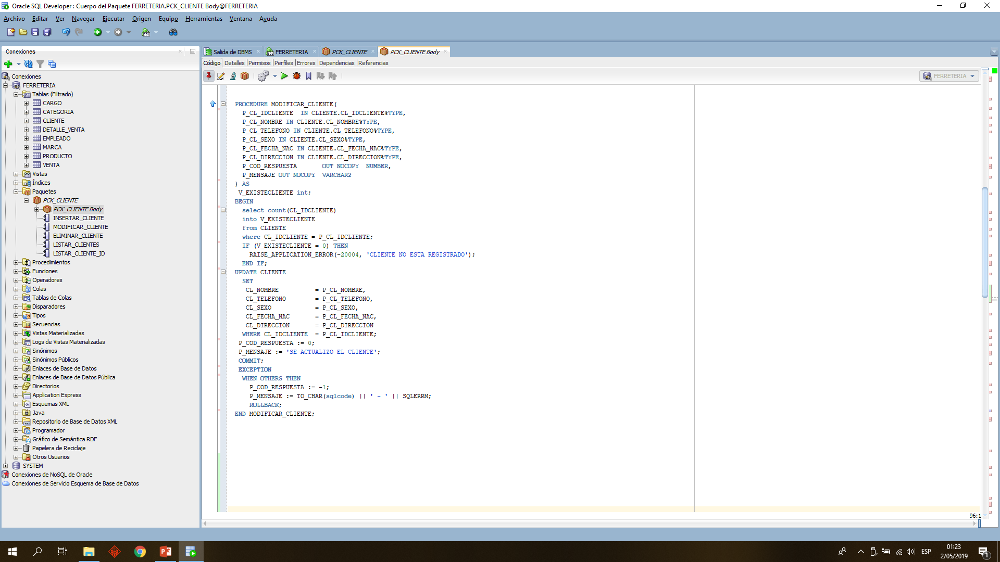 Oracle SQL Developer : Cuerpo del Paquete FERRETERIA.PCK_CLIENTE Body@FERRETERIA
Archivo Editar Ver Navegar Ejecutar Origen Equipo Herramientas Ventana Ayuda
Conexiones
Conexiones
FERRETERIA
Tablas (Filtrado)
CARGO
CATEGORIA
CLIENTE
DETALLE_VENTA
EMPLEADO
MARCA
PRODUCTO
VENTA
Vistas
Índices
Paquetes
PCK_CLIENTE
PCK_CLIENTE Body
INSERTAR_CLIENTE
MODIFICAR_CLIENTE
ELIMINAR_CLIENTE
LISTAR_CLIENTES
LISTAR_CLIENTE_ID
Procedimientos
Funciones
Operadores
Colas
Tablas de Colas
Disparadores
Tipos
Secuencias
Vistas Materializadas
Logs de Vistas Materializadas
Sinónimos
Sinónimos Públicos
Enlaces de Base de Datos
Enlaces de Base de Datos Pública
Directorios
Application Express
Esquemas XML
Java
Repositorio de Base de Datos XML
Programador
Gráfico de Semántica RDF
Papelera de Reciclaje
Otros Usuarios
SYSTEM
Conexiones de NoSQL de Oracle
Conexiones de Servicio Esquema de Base de Datos
Salida de DBMS FERRETERIA PCK_CLIENTE PCK_CLIENTE Body
Código Detalles Permisos Perfiles Errores Dependencias Referencias
FERRETERIA
PROCEDURE MODIFICAR_CLIENTE(
P_CL_IDCLIENTE IN CLIENTE.CL_IDCLIENTE%TYPE,
P_CL_NOMBRE IN CLIENTE.CL_NOMBRE%TYPE,
P_CL_TELEFONO IN CLIENTE.CL_TELEFONO%TYPE,
P_CL_SEXO IN CLIENTE.CL_SEXO%TYPE,
P_CL_FECHA_NAC IN CLIENTE.CL_FECHA_NAC%TYPE,
P_CL_DIRECCION IN CLIENTE.CL_DIRECCION%TYPE,
P_COD_RESPUESTA OUT NOCOPY NUMBER,
P_MENSAJE OUT NOCOPY VARCHAR2
) AS
V_EXISTECLIENTE int;
BEGIN
select count(CL_IDCLIENTE)
into V_EXISTECLIENTE
from CLIENTE
where CL_IDCLIENTE = P_CL_IDCLIENTE;
IF (V_EXISTECLIENTE = 0) THEN
RAISE_APPLICATION_ERROR(-20004, 'CLIENTE NO ESTA REGISTRADO');
END IF;
UPDATE CLIENTE
SET
CL_NOMBRE = P_CL_NOMBRE,
CL_TELEFONO = P_CL_TELEFONO,
CL_SEXO = P_CL_SEXO,
CL_FECHA_NAC = P_CL_FECHA_NAC,
CL_DIRECCION = P_CL_DIRECCION
WHERE CL_IDCLIENTE = P_CL_IDCLIENTE;
P_COD_RESPUESTA := 0;
P_MENSAJE := 'SE ACTUALIZO EL CLIENTE';
COMMIT;
EXCEPTION
WHEN OTHERS THEN
P_COD_RESPUESTA := -1;
P_MENSAJE := TO_CHAR(sqlcode) || ' - ' || SQLERRM;
ROLLBACK;
END MODIFICAR_CLIENTE;
96:1
ESP
01:23
2/05/2019
1